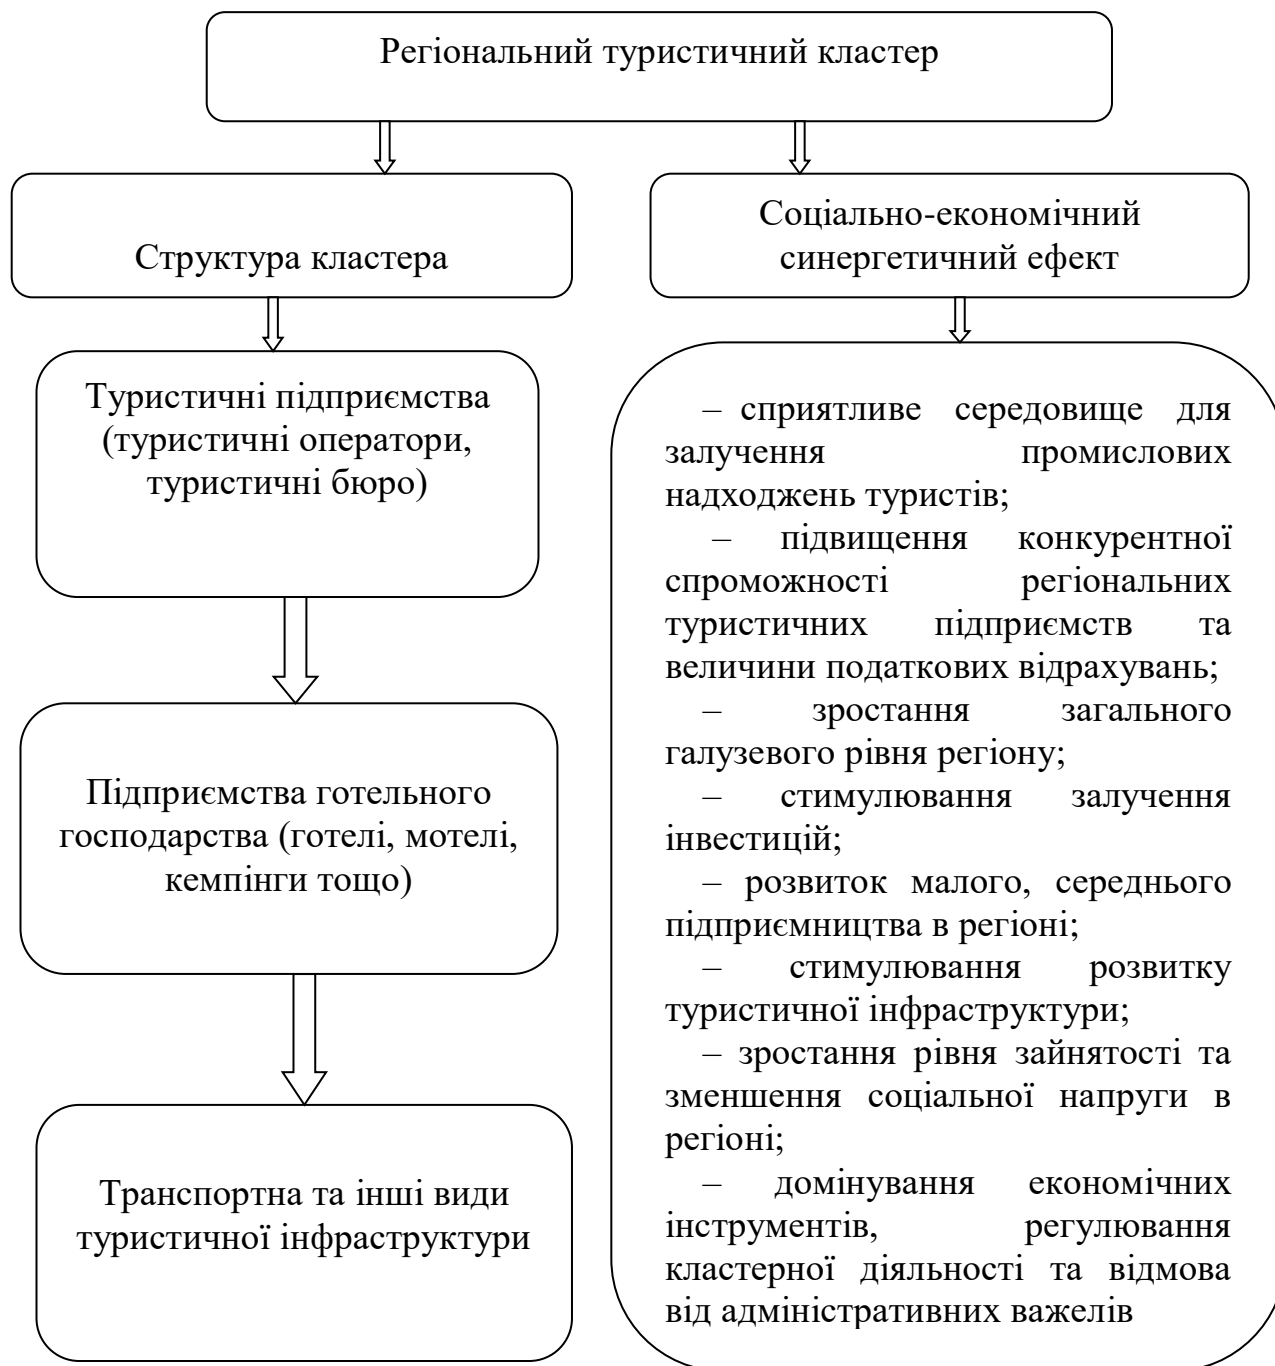 Регіональний туристичний кластер
Структура кластера
Соціально-економічний
синергетичний ефект
Туристичні підприємства
(туристичні оператори,
туристичні бюро)
Підприємства готельного
господарства (готелі, мотелі,
кемпінги тощо)
Транспортна та інші види
туристичної інфраструктури
– сприятливе середовище для
залучення промислових
надходжень туристів;
– підвищення конкурентної
спроможності регіональних
туристичних підприємств та
величини податкових відрахувань;
– зростання загального
галузевого рівня регіону;
– стимулювання залучення
інвестицій;
– розвиток малого, середнього
підприємництва в регіоні;
– стимулювання розвитку
туристичної інфраструктури;
– зростання рівня зайнятості та
зменшення соціальної напруги в
регіоні;
– домінування економічних
інструментів, регулювання
кластерної діяльності та відмова
від адміністративних важелів